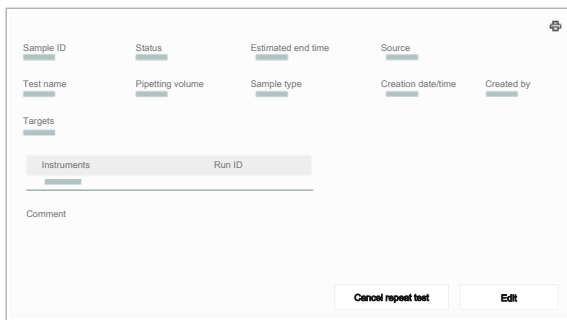 Sample ID Status Estimated end time Source
Test name Pipetting volume Sample type Creation date/time Created by
Targets
Instruments Run ID
Comment
Cancel repeat test Edit